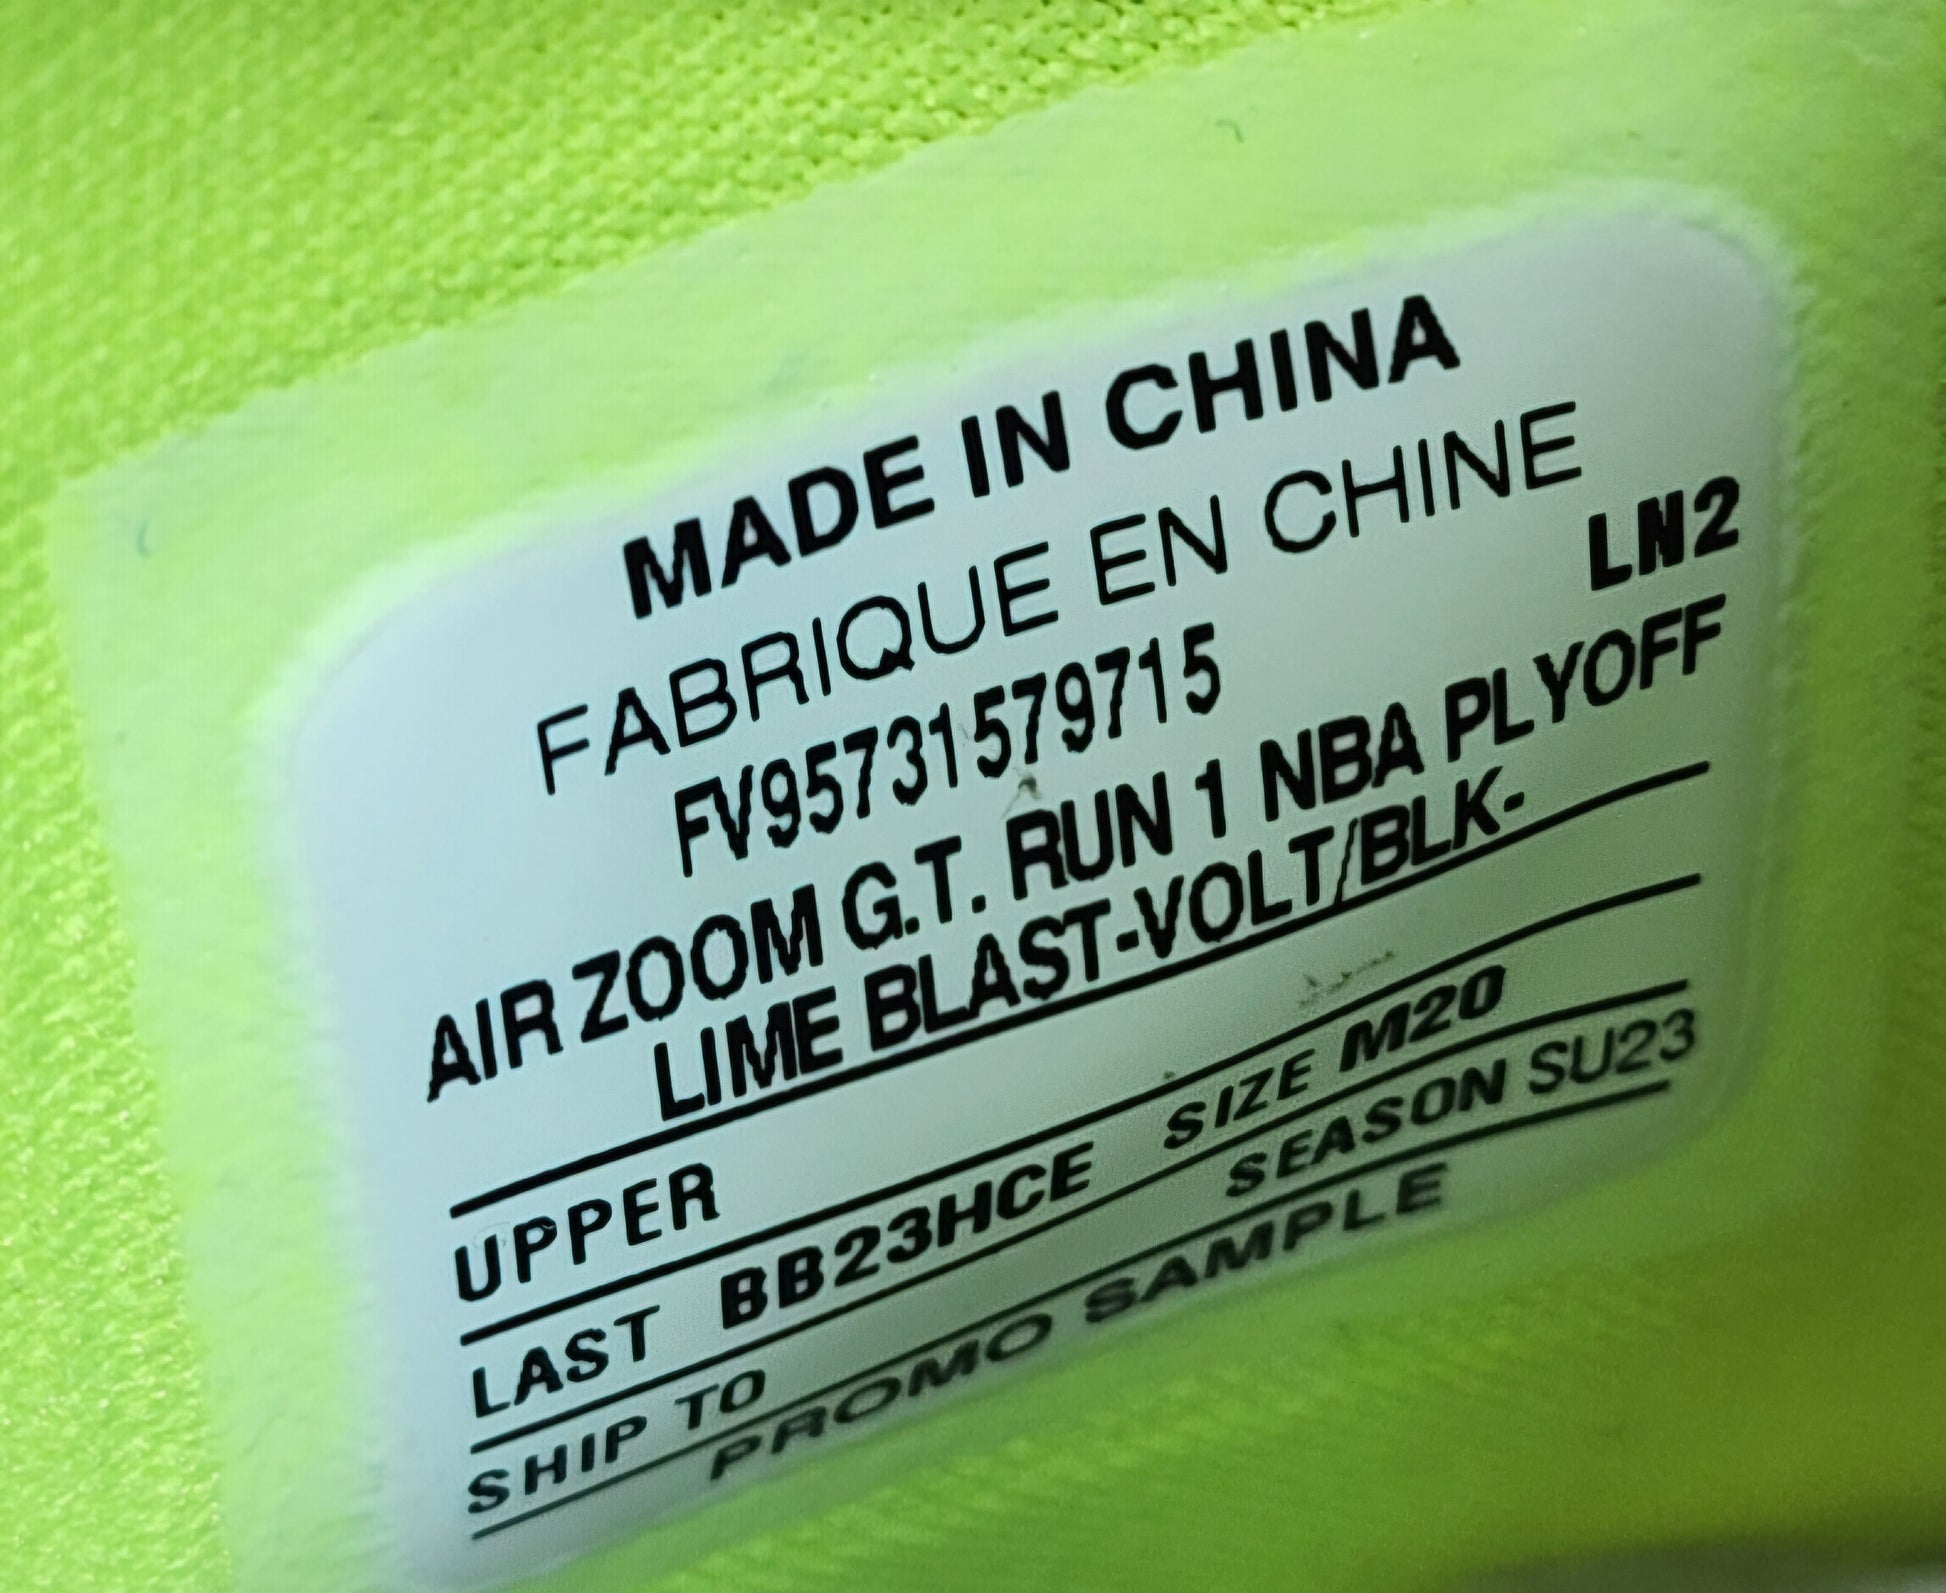 MADE IN CHINA
FABRIQUE EN CHINE
LN2
FV95731579715
AIR ZOOM G.T. RUN 1 NBA PLYOFF
LIME BLAST-VOLT/BLK-
UPPER
SIZE M20
LAST BB23HCE
SEASON SU23
SHIP TO
PROMO SAMPLE